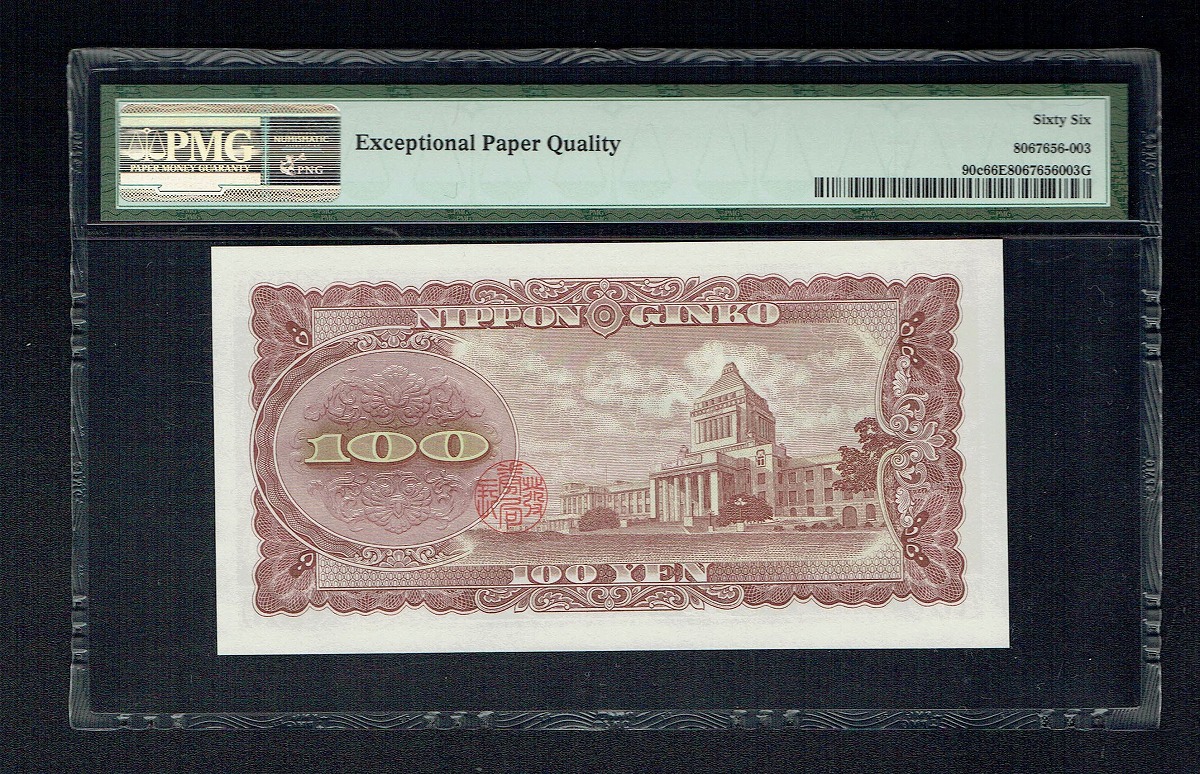 PMG
PAPER MONEY GUARANTY
NUMISMATIC
PNG
Exceptional Paper Quality
Sixty Six
8067656-003
90c66E8067656003G
NIPPON GINKO
100
100 YEN